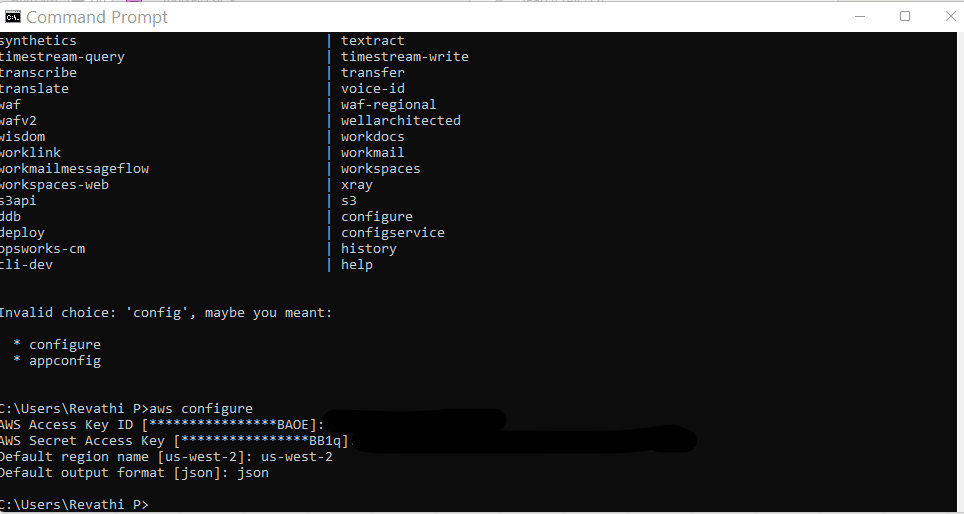 Command Prompt
synthetics | textract
timestream-query | timestream-write
transcribe | transfer
translate | voice-id
waf | waf-regional
wafv2 | wellarchitected
wisdom | workdocs
worklink | workmail
workmailmessageflow | workspaces
workspaces-web | xray
s3api | s3
ddb | configure
deploy | configservice
opsworks-cm | history
cli-dev | help
Invalid choice: 'config', maybe you meant:
* configure
* appconfig
C:\Users\Revathi P>aws configure
AWS Access Key ID [****************BAOE]:
AWS Secret Access Key [****************BB1q]:
Default region name [us-west-2]: us-west-2
Default output format [json]: json
C:\Users\Revathi P>